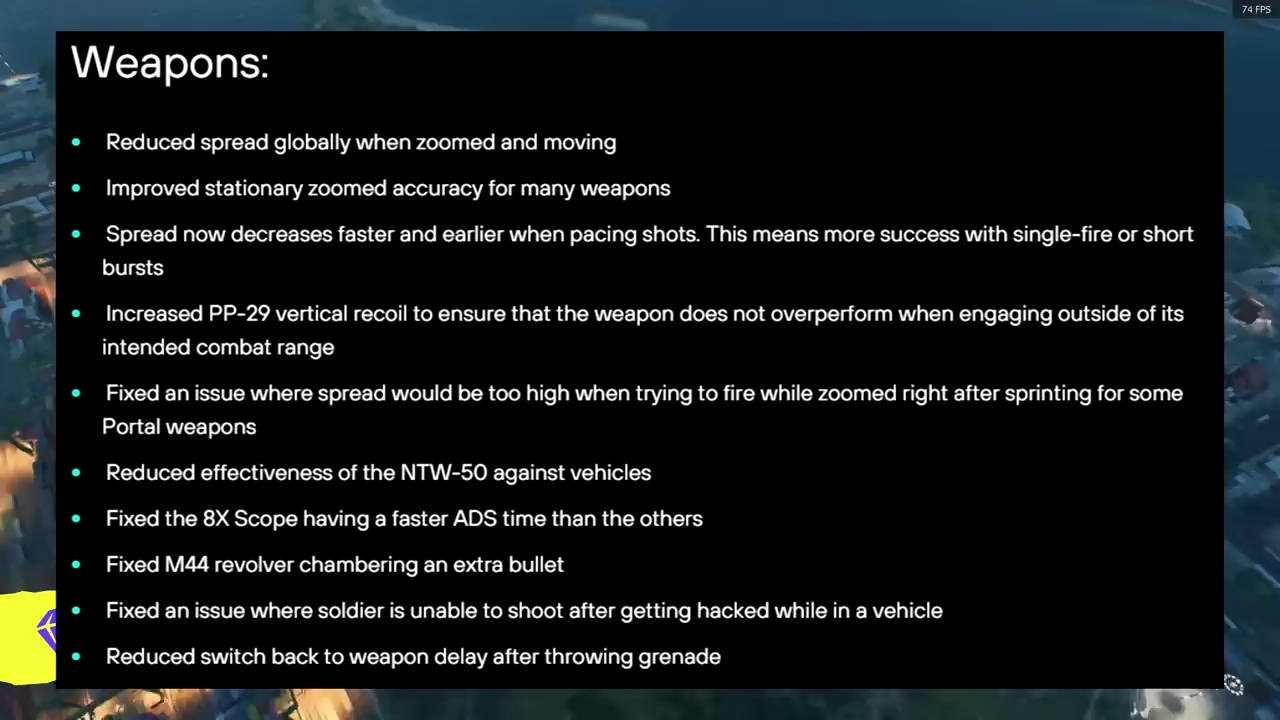 74 FPS
Weapons:
• Reduced spread globally when zoomed and moving
• Improved stationary zoomed accuracy for many weapons
• Spread now decreases faster and earlier when pacing shots. This means more success with single-fire or short
bursts
• Increased PP-29 vertical recoil to ensure that the weapon does not overperform when engaging outside of its
intended combat range
• Fixed an issue where spread would be too high when trying to fire while zoomed right after sprinting for some
Portal weapons
• Reduced effectiveness of the NTW-50 against vehicles
• Fixed the 8X Scope having a faster ADS time than the others
• Fixed M44 revolver chambering an extra bullet
• Fixed an issue where soldier is unable to shoot after getting hacked while in a vehicle
• Reduced switch back to weapon delay after throwing grenade